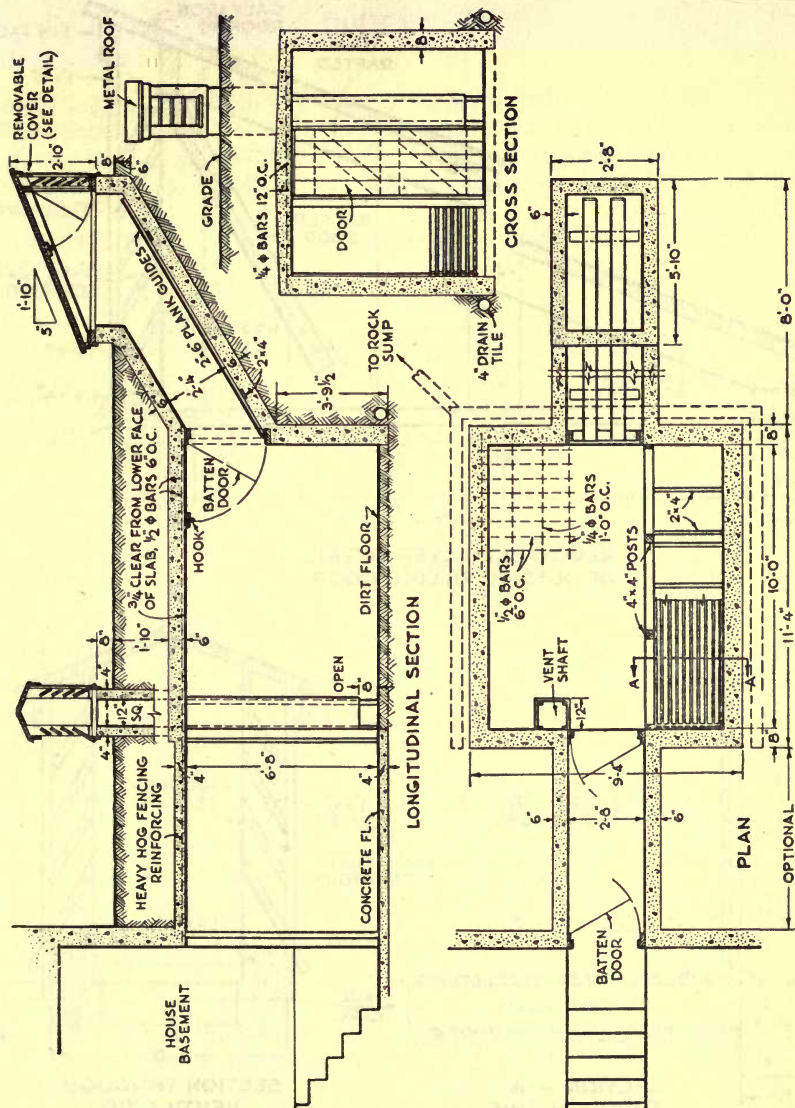 REMOVABLE
COVER
(SEE DETAIL)
2'-10"
8"
6"
1'-10"
5"
2"x6" PLANK GUIDES
6"
6"
2"x4"
3'-9½"
¾" CLEAR FROM LOWER FACE
OF SLAB, ½" ɸ BARS 6" O.C.
BATTEN
DOOR
HOOK
8"
1'-10"
6"
4"
12"
SQ.
4"
OPEN
8"
DIRT FLOOR
HEAVY HOG FENCING
REINFORCING
4"
6'-8"
4"
CONCRETE FL.
HOUSE
BASEMENT
LONGITUDINAL SECTION
METAL ROOF
GRADE
¼" ɸ BARS 12" O.C.
8"
DOOR
CROSS SECTION
4" DRAIN
TILE
TO ROCK
SUMP
2'-8"
6"
5'-10"
8'-0"
8"
½" ɸ BARS
6" O.C.
¼" ɸ BARS
1'-0" O.C.
2"x4"
4"x4" POSTS
10'-0"
11'-4"
VENT
SHAFT
12"
A
A
8"
9'-4"
6"
2'-8"
6"
BATTEN
DOOR
PLAN
OPTIONAL